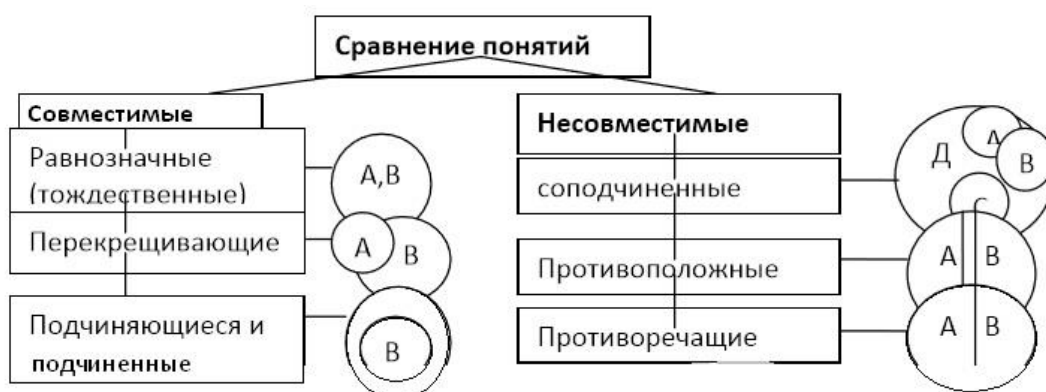 Сравнение понятий
Совместимые
Равнозначные
(тождественные)
А,В
Перекрещивающие
А
В
Подчиняющиеся и
подчиненные
В
Несовместимые
соподчиненные
Д
А
В
Противоположные
А
В
Противоречащие
А
В